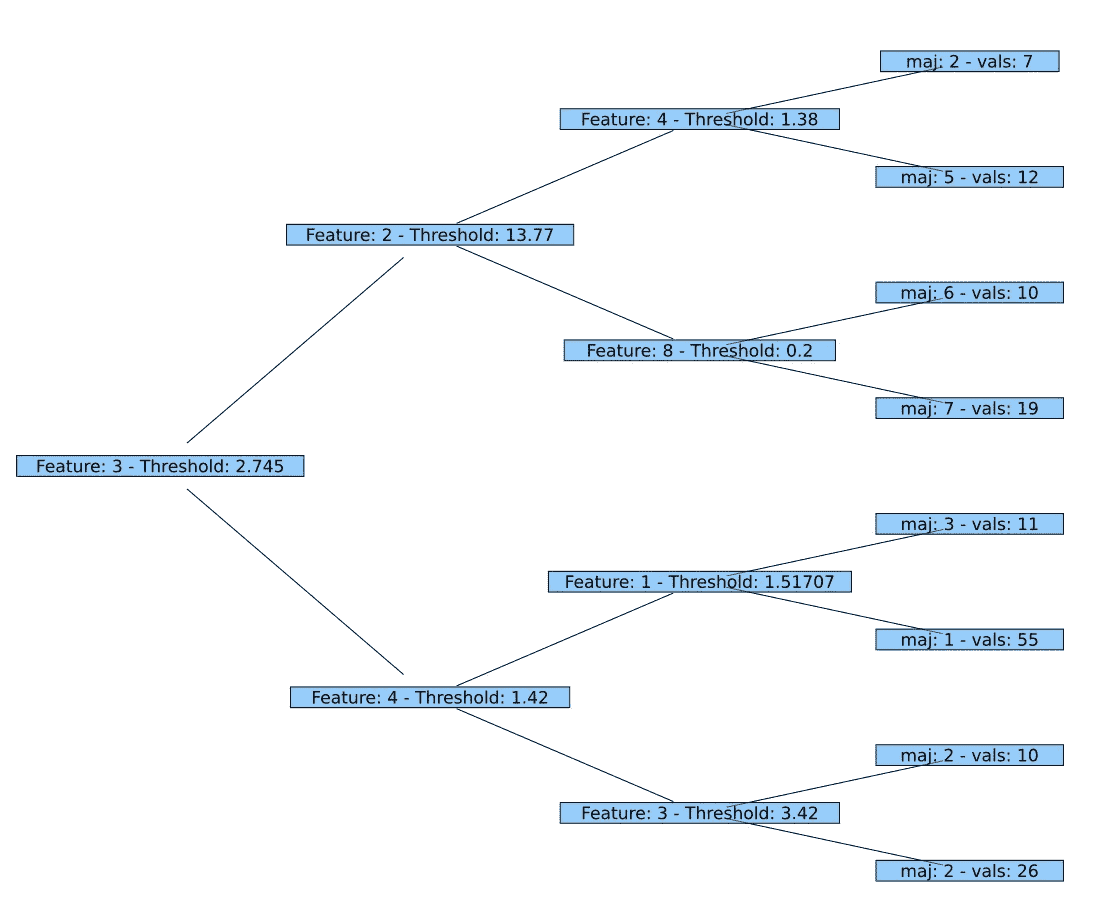 maj: 2 - vals: 7
Feature: 4 - Threshold: 1.38
maj: 5 - vals: 12
Feature: 2 - Threshold: 13.77
maj: 6 - vals: 10
Feature: 8 - Threshold: 0.2
maj: 7 - vals: 19
Feature: 3 - Threshold: 2.745
maj: 3 - vals: 11
Feature: 1 - Threshold: 1.51707
maj: 1 - vals: 55
Feature: 4 - Threshold: 1.42
maj: 2 - vals: 10
Feature: 3 - Threshold: 3.42
maj: 2 - vals: 26